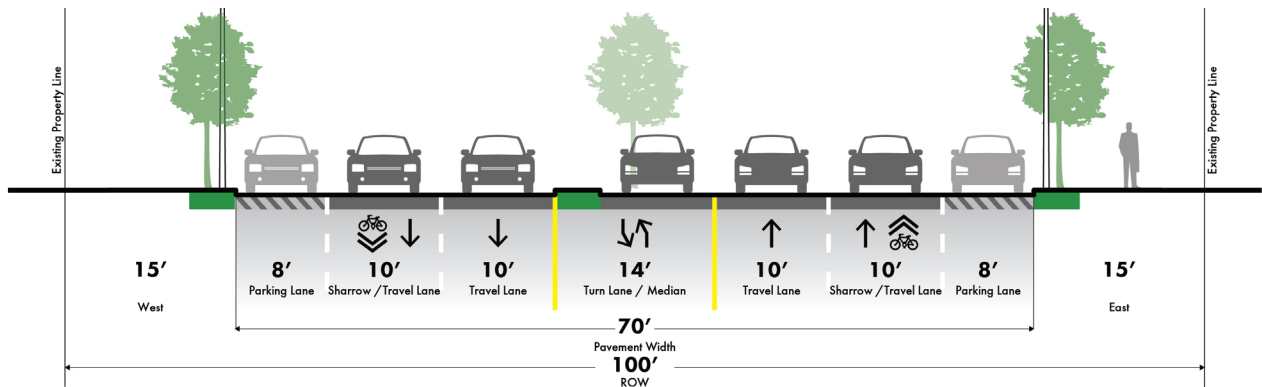 Existing Property Line
Existing Property Line
15’
8’
10’
10’
14’
10’
10’
8’
15’
West
Parking Lane
Sharrow /Travel Lane
Travel Lane
Turn Lane / Median
Travel Lane
Sharrow /Travel Lane
Parking Lane
East
70’
Pavement Width
100’
ROW